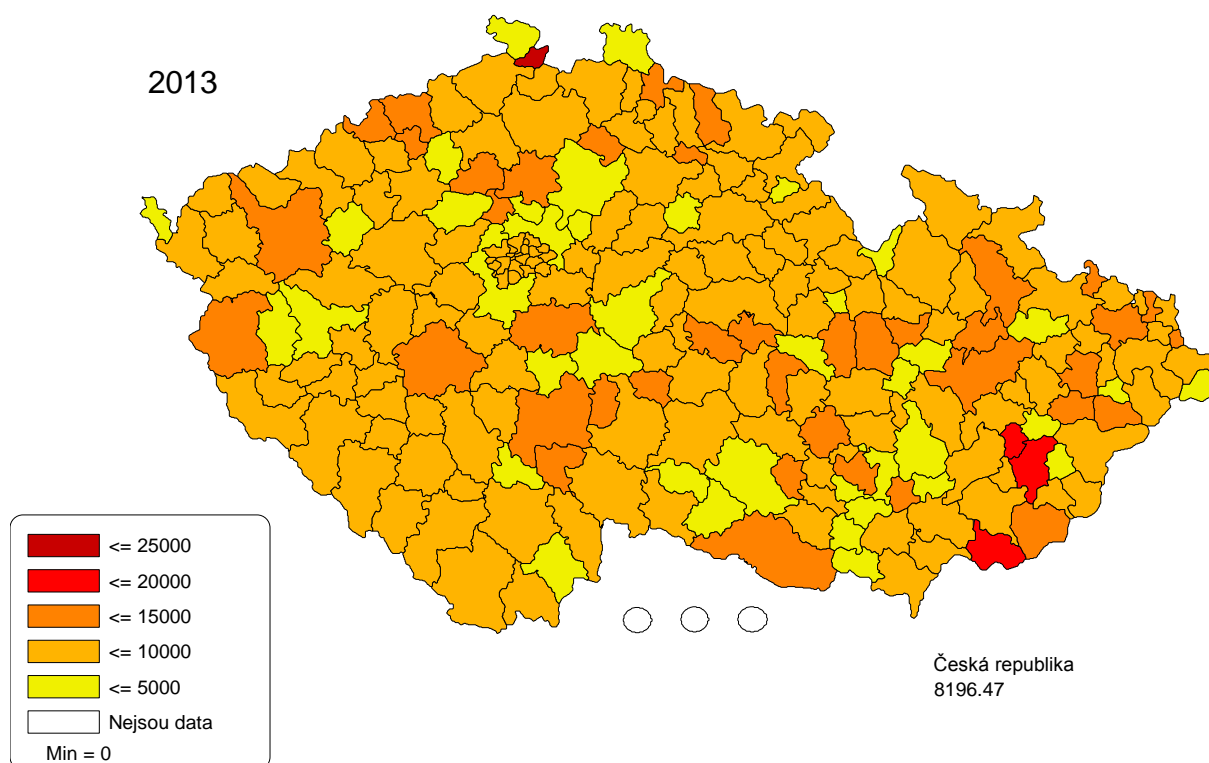 2013
<= 25000
<= 20000
<= 15000
<= 10000
<= 5000
Nejsou data
Min = 0
Česká republika
8196.47